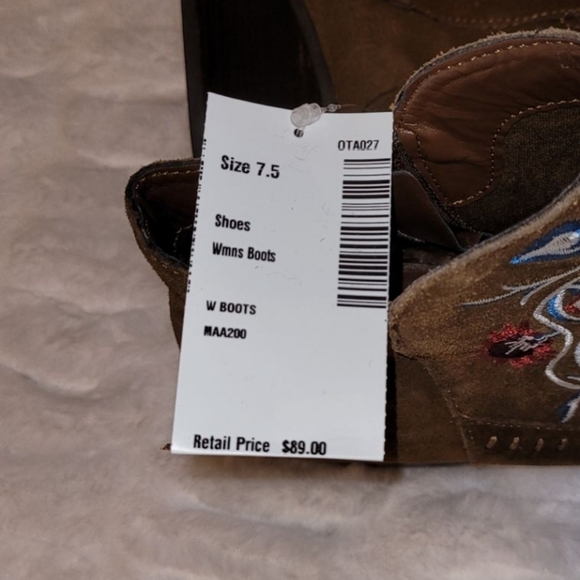 OTA027
Size 7.5
Shoes
Wmns Boots
W BOOTS
MAA200
Retail Price $89.00